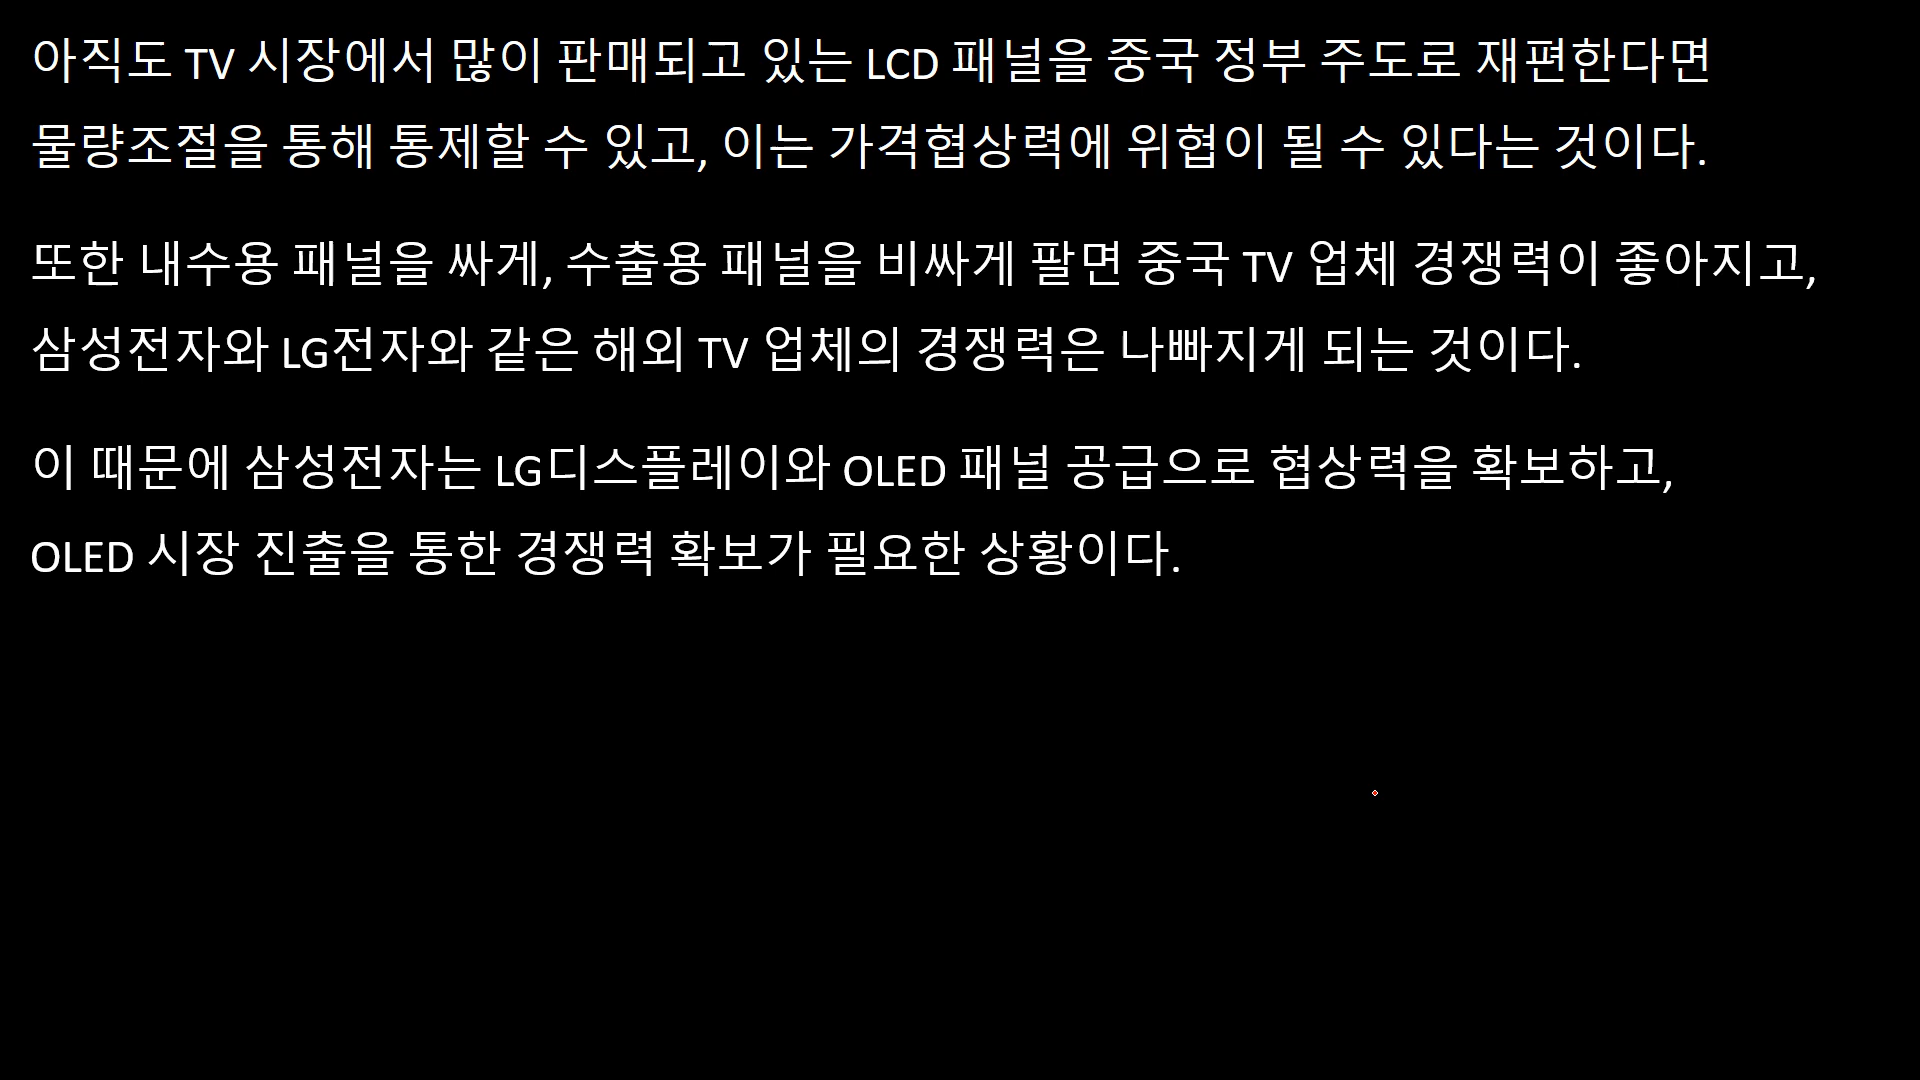 아직도 TV 시장에서 많이 판매되고 있는 LCD 패널을 중국 정부 주도로 재편한다면
물량조절을 통해 통제할 수 있고, 이는 가격협상력에 위협이 될 수 있다는 것이다.
또한 내수용 패널을 싸게, 수출용 패널을 비싸게 팔면 중국 TV 업체 경쟁력이 좋아지고,
삼성전자와 LG전자와 같은 해외 TV 업체의 경쟁력은 나빠지게 되는 것이다.
이 때문에 삼성전자는 LG디스플레이와 OLED 패널 공급으로 협상력을 확보하고,
OLED 시장 진출을 통한 경쟁력 확보가 필요한 상황이다.